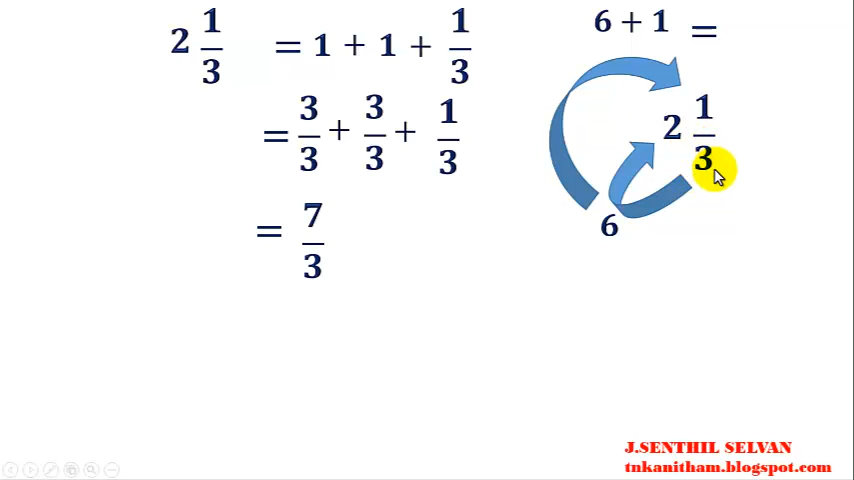 2 1/3 = 1 + 1 + 1/3
= 3/3 + 3/3 + 1/3
= 7/3
6 + 1 =
2 1/3
6
J.SENTHIL SELVAN
tnkanitham.blogspot.com